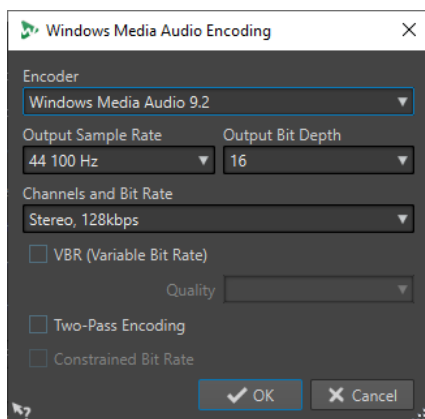 Windows Media Audio Encoding
Encoder
Windows Media Audio 9.2
Output Sample Rate Output Bit Depth
44 100 Hz 16
Channels and Bit Rate
Stereo, 128kbps
VBR (Variable Bit Rate)
Quality
Two-Pass Encoding
Constrained Bit Rate
OK Cancel
?